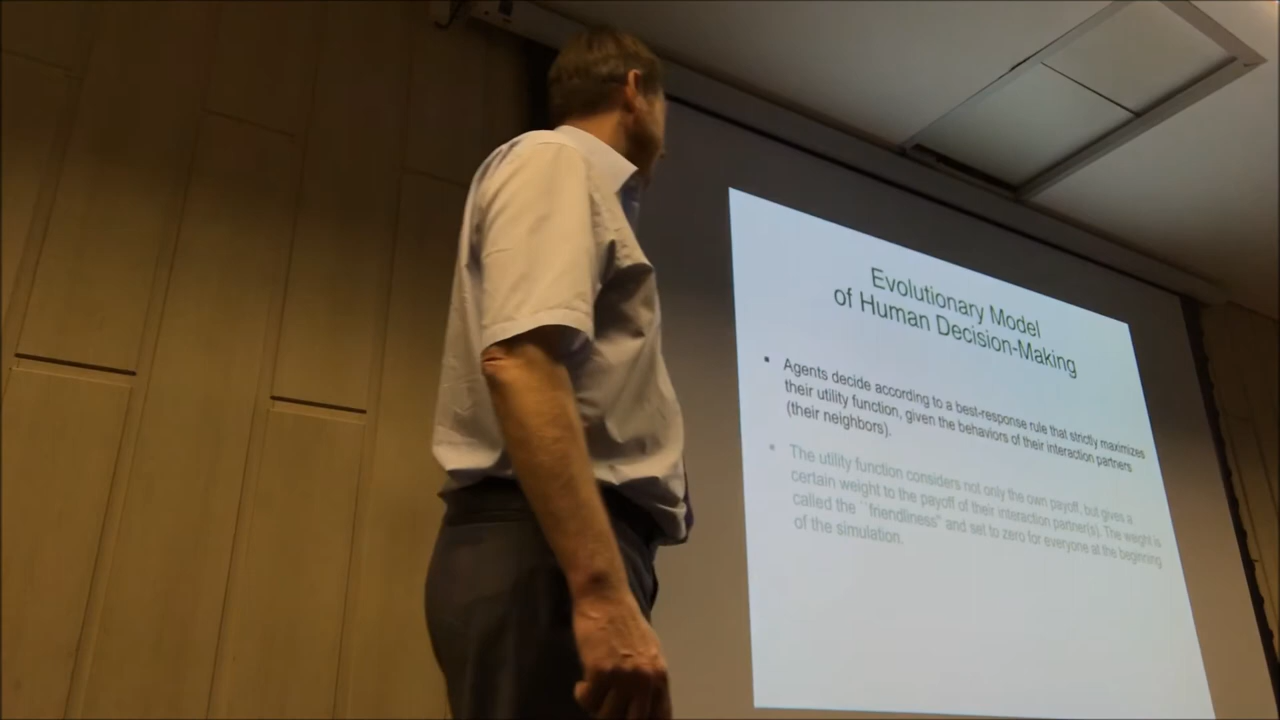 Evolutionary Model
of Human Decision-Making
▪ Agents decide according to a best-response rule that strictly maximizes
their utility function, given the behaviors of their interaction partners
(their neighbors).
▪ The utility function considers not only the own payoff, but gives a
certain weight to the payoff of their interaction partner(s). The weight is
called the ``friendliness'' and set to zero for everyone at the beginning
of the simulation.